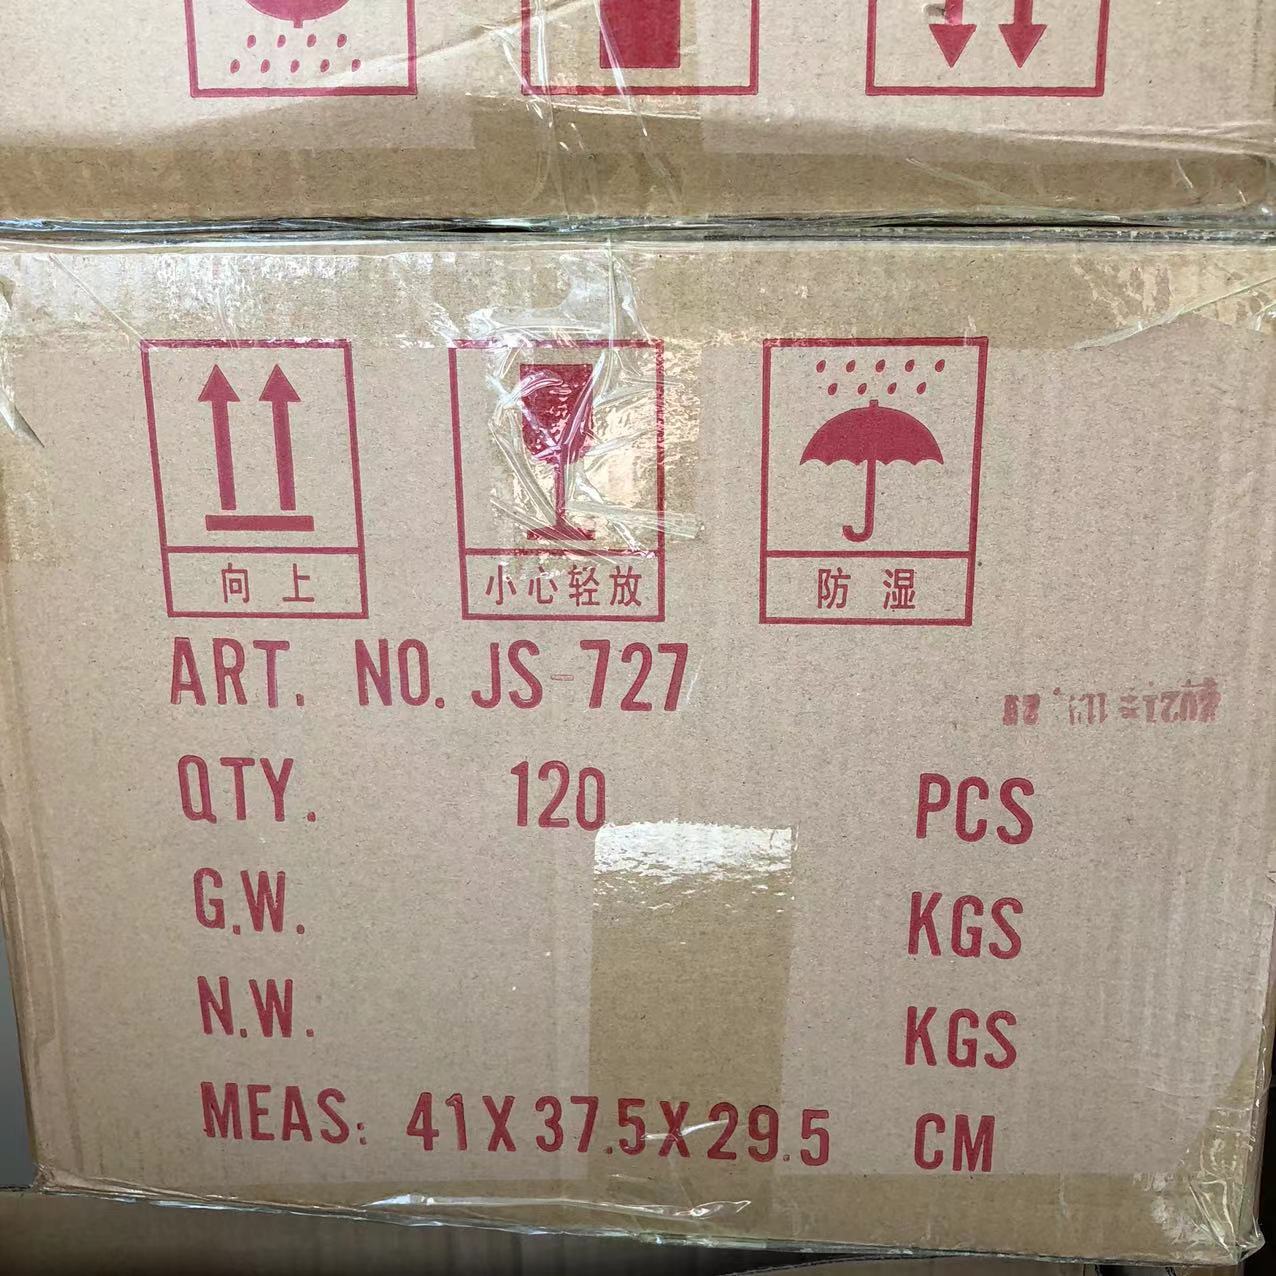 向上
小心轻放
防湿
ART. NO. JS-727
QTY. 120 PCS
G.W. KGS
N.W. KGS
MEAS: 41X37.5X29.5 CM